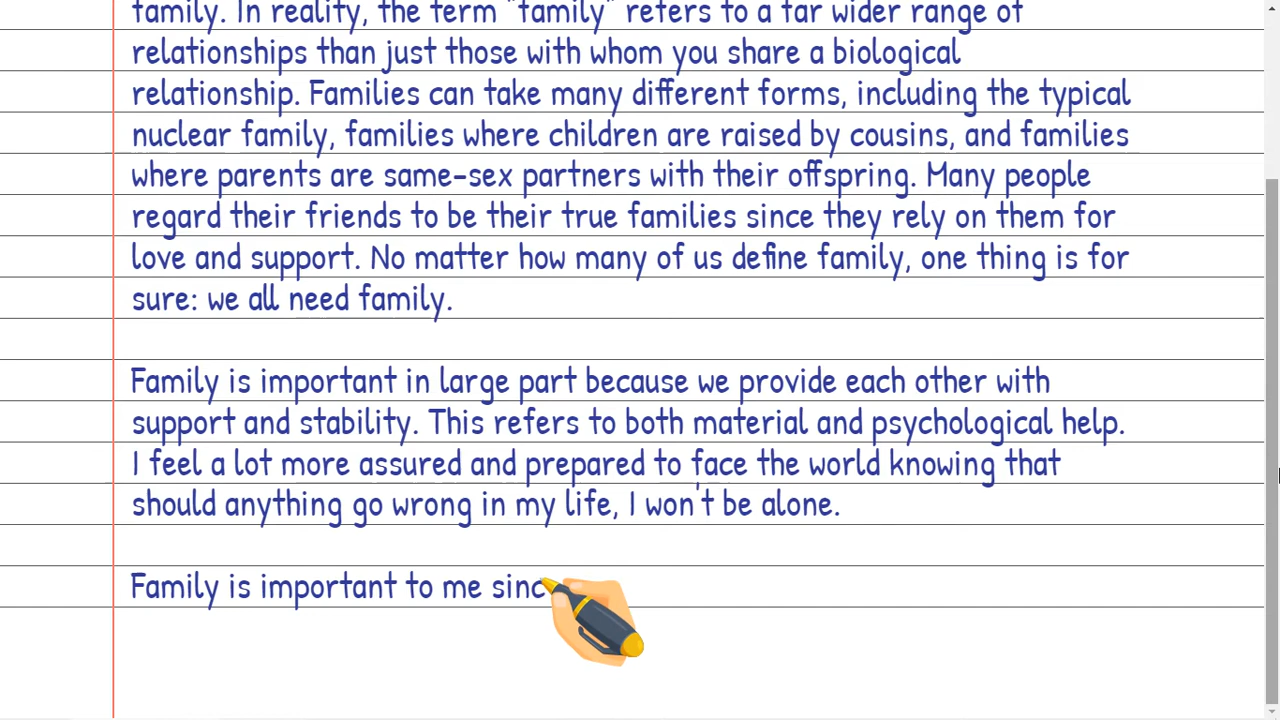 family. In reality, the term "family" refers to a far wider range of
relationships than just those with whom you share a biological
relationship. Families can take many different forms, including the typical
nuclear family, families where children are raised by cousins, and families
where parents are same-sex partners with their offspring. Many people
regard their friends to be their true families since they rely on them for
love and support. No matter how many of us define family, one thing is for
sure: we all need family.
Family is important in large part because we provide each other with
support and stability. This refers to both material and psychological help.
I feel a lot more assured and prepared to face the world knowing that
should anything go wrong in my life, I won't be alone.
Family is important to me sinc